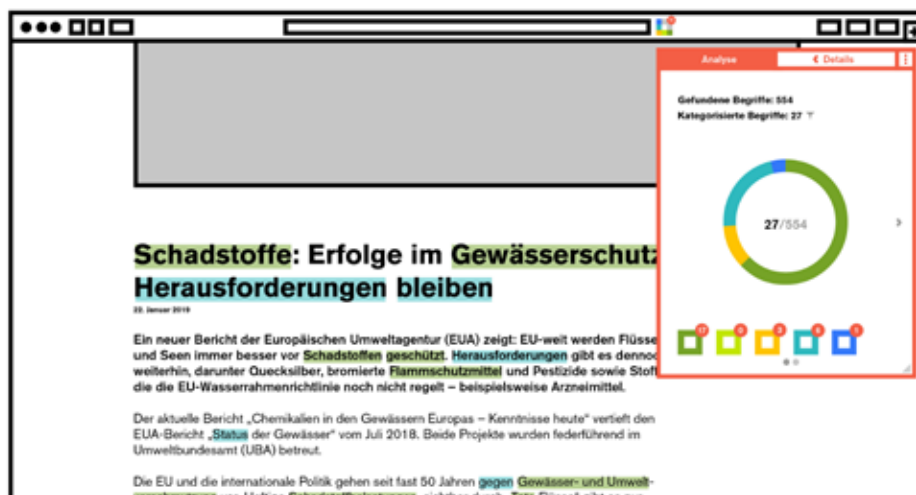 Analyse
Details
Gefundene Begriffe: 554
Kategorisierte Begriffe: 27
27/554
17
Schadstoffe: Erfolge im Gewässerschutz
Herausforderungen bleiben
22. Januar 2019
Ein neuer Bericht der Europäischen Umweltagentur (EUA) zeigt: EU-weit werden Flüsse
und Seen immer besser vor Schadstoffen geschützt. Herausforderungen gibt es dennoc
weiterhin, darunter Quecksilber, bromierte Flammschutzmittel und Pestizide sowie Stoff
die die EU-Wasserrahmenrichtlinie noch nicht regelt – beispielsweise Arzneimittel.
Der aktuelle Bericht „Chemikalien in den Gewässern Europas – Kenntnisse heute“ vertieft den
EUA-Bericht „Status der Gewässer“ vom Juli 2018. Beide Projekte wurden federführend im
Umweltbundesamt (UBA) betreut.
Die EU und die internationale Politik gehen seit fast 50 Jahren gegen Gewässer- und Umwelt-